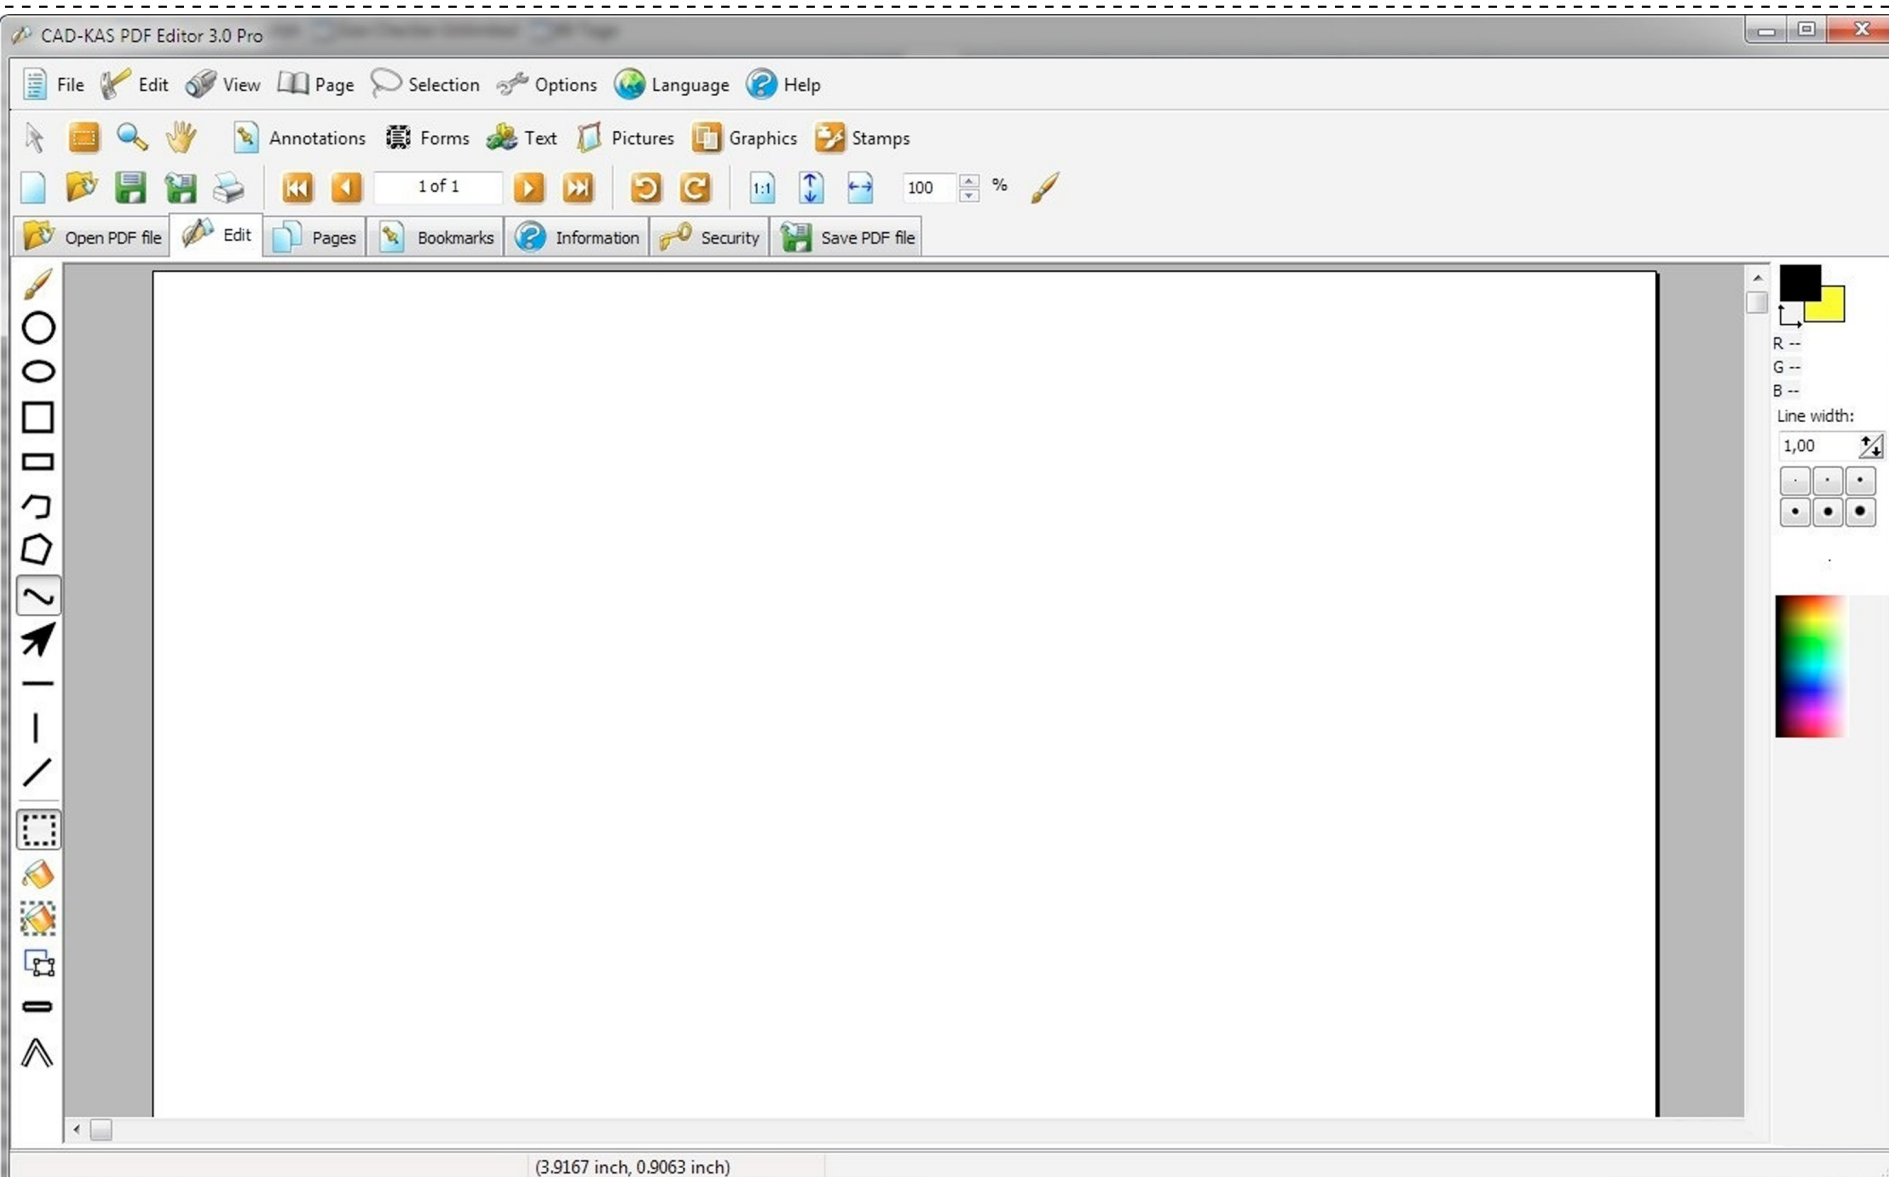 CAD-KAS PDF Editor 3.0 Pro
File Edit View Page Selection Options Language Help
Annotations Forms Text Pictures Graphics Stamps
1 of 1 1:1 100 %
Open PDF file Edit Pages Bookmarks Information Security Save PDF file
R --
G --
B --
Line width:
1,00
(3.9167 inch, 0.9063 inch)